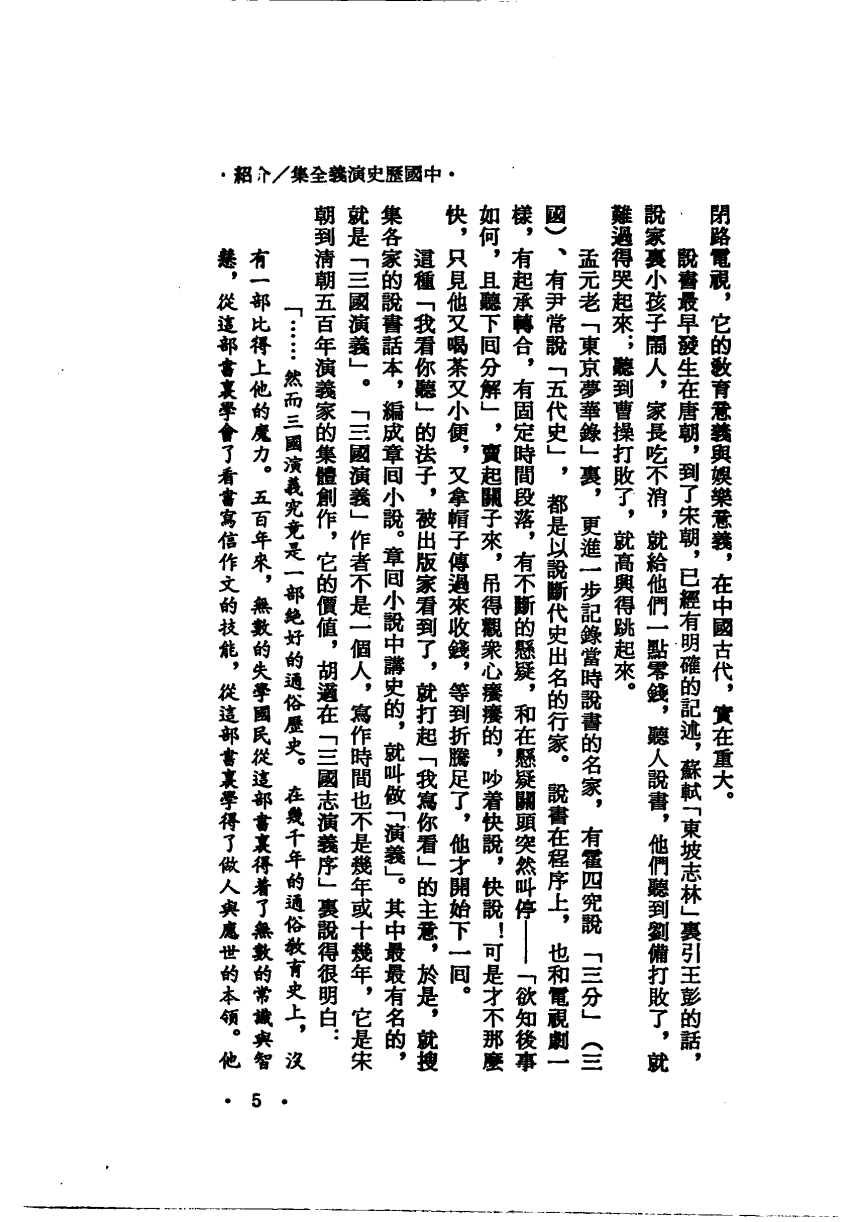 ・中國歷史演義全集／介紹・
閉路電視，它的教育意義與娛樂意義，在中國古代，實在重大。
說書最早發生在唐朝，到了宋朝，已經有明確的記述，蘇軾「東坡志林」裏引王彭的話，
說家裏小孩子鬧人，家長吃不消，就給他們一點零錢，聽人說書，他們聽到劉備打敗了，就
難過得哭起來；聽到曹操打敗了，就高興得跳起來。
孟元老「東京夢華錄」裏，更進一步記錄當時說書的名家，有霍四究說「三分」（三
國）、有尹常說「五代史」，都是以說斷代史出名的行家。說書在程序上，也和電視劇一
樣，有起承轉合，有固定時間段落，有不斷的懸疑，和在懸疑關頭突然叫停——「欲知後事
如何，且聽下回分解」，賣起關子來，吊得觀衆心癢癢的，吵着快說，快說！可是才不那麼
快，只見他又喝茶又小便，又拿帽子傳過來收錢，等到折騰足了，他才開始下一回。
這種「我看你聽」的法子，被出版家看到了，就打起「我寫你看」的主意，於是，就搜
集各家的說書話本，編成章回小說。章回小說中講史的，就叫做「演義」。其中最最有名的，
就是「三國演義」。「三國演義」作者不是一個人，寫作時間也不是幾年或十幾年，它是宋
朝到清朝五百年演義家的集體創作，它的價值，胡適在「三國志演義序」裏說得很明白：
「……然而三國演義究竟是一部絶好的通俗歷史。在幾千年的通俗教育史上，沒
有一部比得上他的魔力。五百年來，無數的失學國民從這部書裏得着了無數的常識與智
慧，從這部書裏學會了看書寫信作文的技能，從這部書裏學得了做人與應世的本領。他
・5・